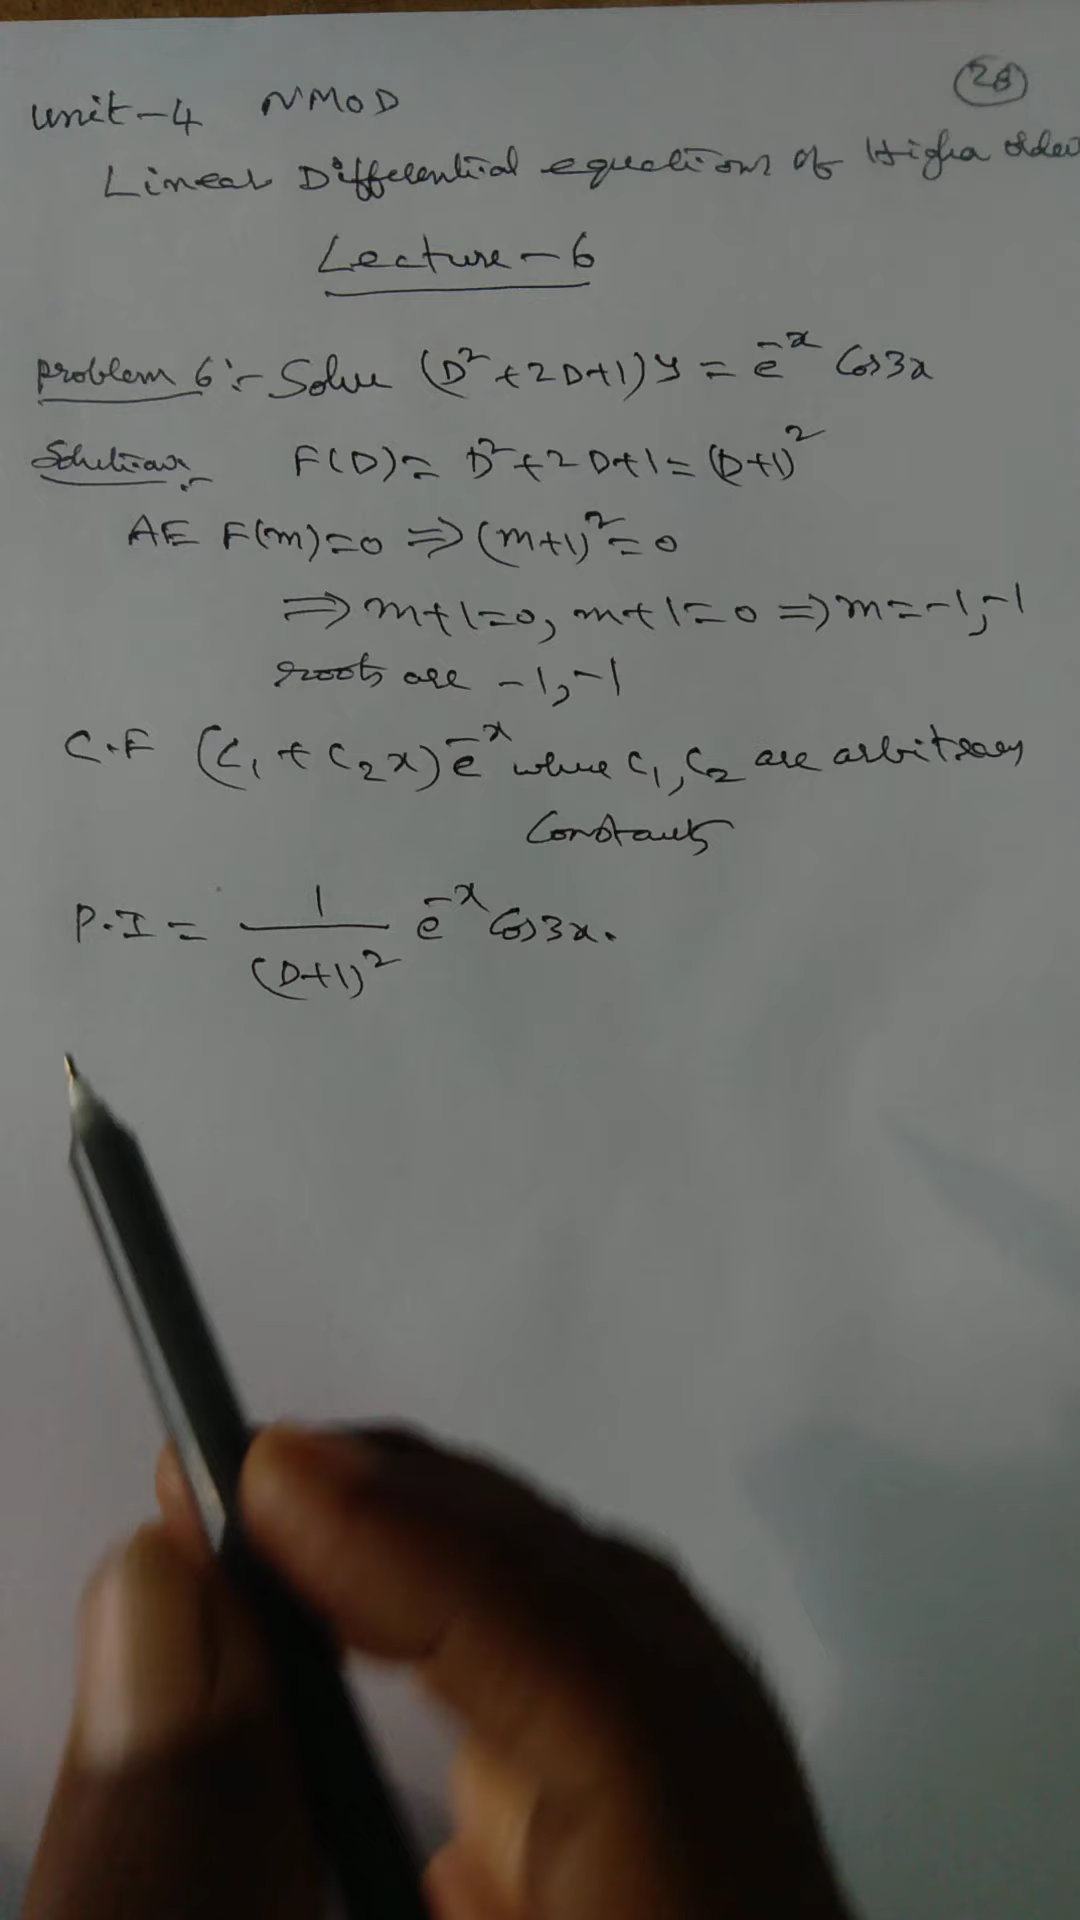 28
Unit-4 NMOD
Linear Differential equations of Higher order
Lecture-6
Problem 6:- Solve (D²+2D+1)y = e⁻ˣ Cos3x
Solution:- F(D) = D²+2D+1 = (D+1)²
AE F(m)=0 ⇒ (m+1)²=0
⇒ m+1=0, m+1=0 ⇒ m=-1,-1
roots are -1,-1
C.F (C₁ + C₂x)e⁻ˣ where C₁, C₂ are arbitrary
Constants
P.I = 1/(D+1)² e⁻ˣ Cos3x.